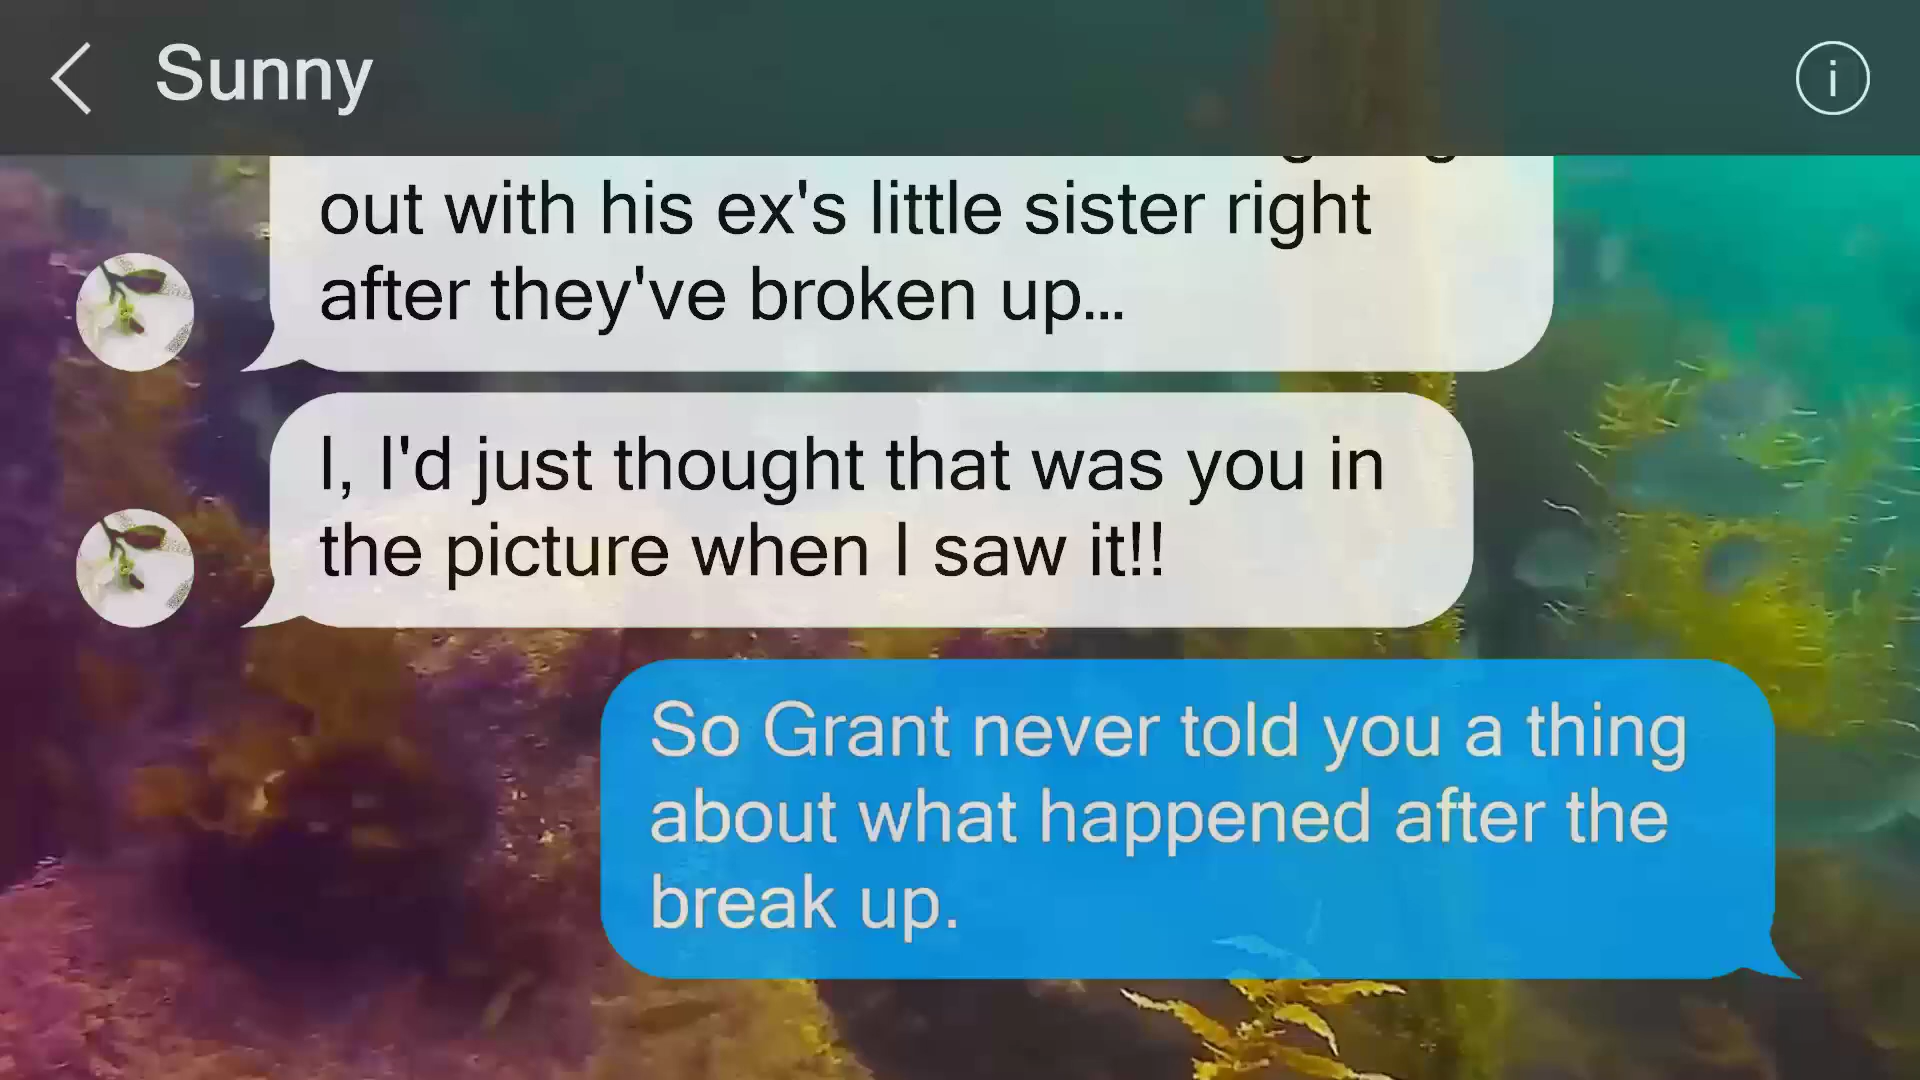 Sunny
i
out with his ex's little sister right
after they've broken up...
I, I'd just thought that was you in
the picture when I saw it!!
So Grant never told you a thing
about what happened after the
break up.